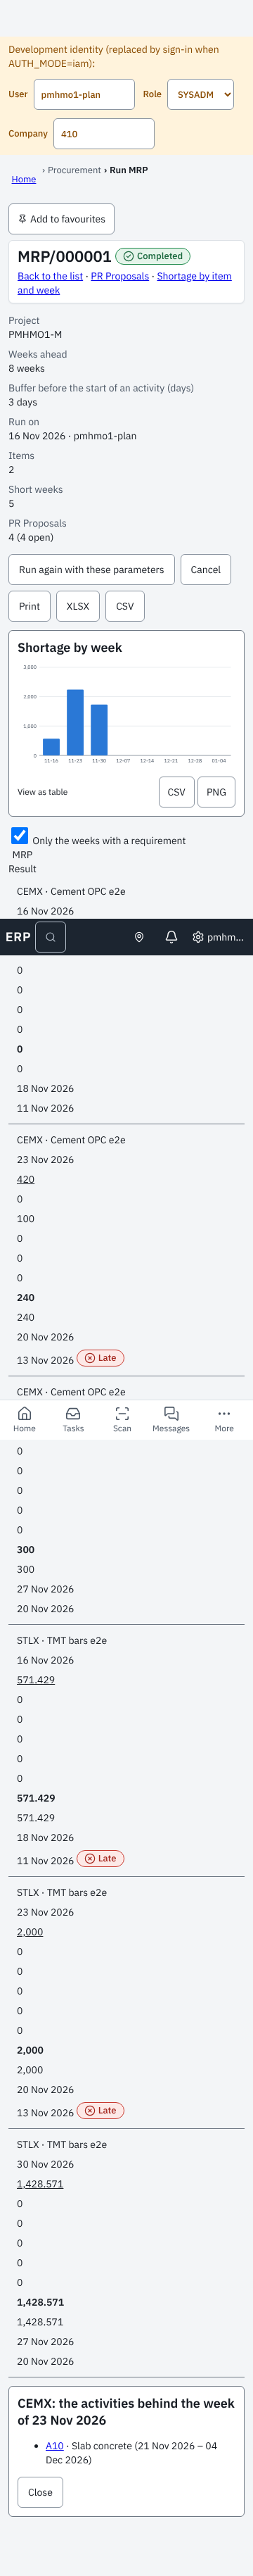 Development identity (replaced by sign-in when
AUTH_MODE=iam):
User pmhmo1-plan Role SYSADM
Company 410
Home › Procurement › Run MRP
Add to favourites
MRP/000001 Completed
Back to the list · PR Proposals · Shortage by item
and week
Project
PMHMO1-M
Weeks ahead
8 weeks
Buffer before the start of an activity (days)
3 days
Run on
16 Nov 2026 · pmhmo1-plan
Items
2
Short weeks
5
PR Proposals
4 (4 open)
Run again with these parameters Cancel
Print XLSX CSV
Shortage by week
3,000
2,000
1,000
0
11-16 11-23 11-30 12-07 12-14 12-21 12-28 01-04
View as table CSV PNG
Only the weeks with a requirement
MRP
Result
CEMX · Cement OPC e2e
16 Nov 2026
ERP pmhm...
0
0
0
0
0
0
18 Nov 2026
11 Nov 2026
CEMX · Cement OPC e2e
23 Nov 2026
420
0
100
0
0
0
240
240
20 Nov 2026
13 Nov 2026 Late
CEMX · Cement OPC e2e
Home Tasks Scan Messages More
0
0
0
0
0
300
300
27 Nov 2026
20 Nov 2026
STLX · TMT bars e2e
16 Nov 2026
571.429
0
0
0
0
0
571.429
571.429
18 Nov 2026
11 Nov 2026 Late
STLX · TMT bars e2e
23 Nov 2026
2,000
0
0
0
0
0
2,000
2,000
20 Nov 2026
13 Nov 2026 Late
STLX · TMT bars e2e
30 Nov 2026
1,428.571
0
0
0
0
0
1,428.571
1,428.571
27 Nov 2026
20 Nov 2026
CEMX: the activities behind the week
of 23 Nov 2026
A10 · Slab concrete (21 Nov 2026 – 04
Dec 2026)
Close